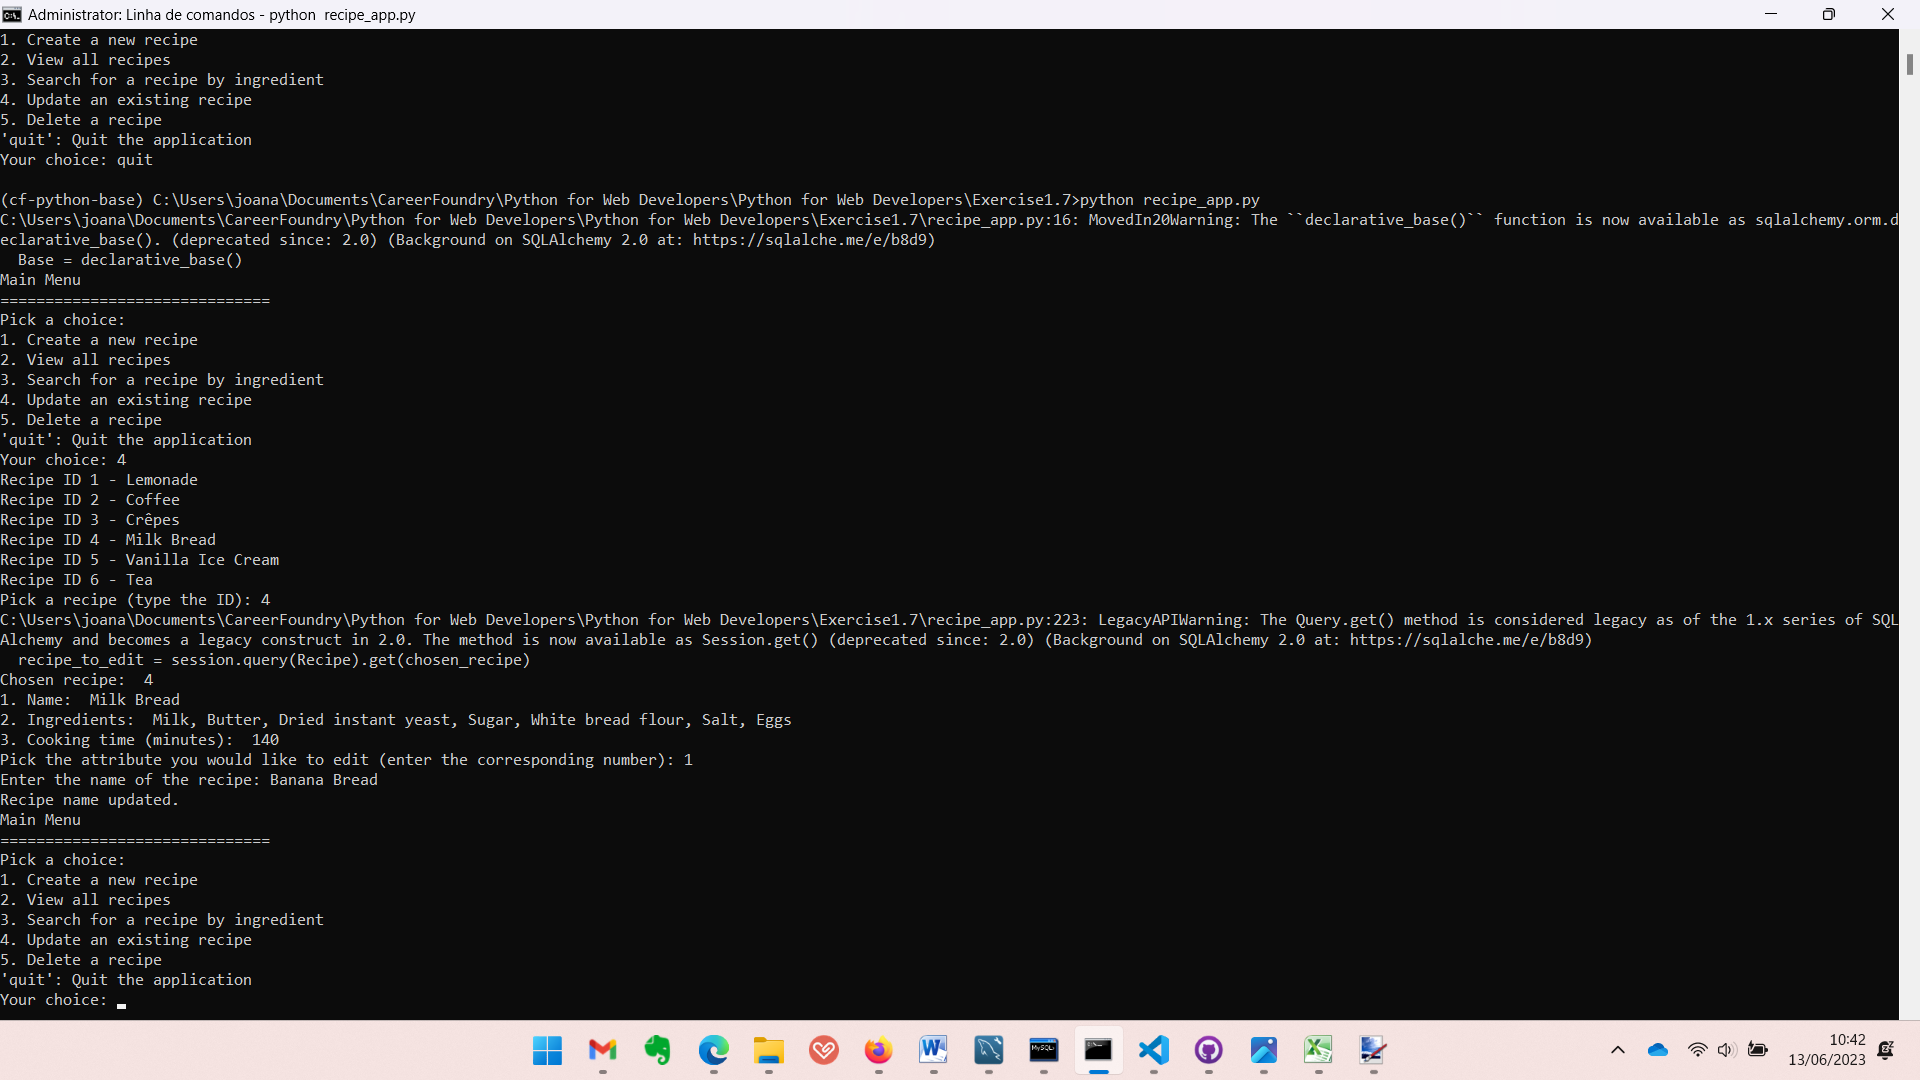 Administrator: Linha de comandos - python  recipe_app.py
1. Create a new recipe
2. View all recipes
3. Search for a recipe by ingredient
4. Update an existing recipe
5. Delete a recipe
'quit': Quit the application
Your choice: quit
(cf-python-base) C:\Users\joana\Documents\CareerFoundry\Python for Web Developers\Python for Web Developers\Exercise1.7>python recipe_app.py
C:\Users\joana\Documents\CareerFoundry\Python for Web Developers\Python for Web Developers\Exercise1.7\recipe_app.py:16: MovedIn20Warning: The ``declarative_base()`` function is now available as sqlalchemy.orm.d
eclarative_base(). (deprecated since: 2.0) (Background on SQLAlchemy 2.0 at: https://sqlalche.me/e/b8d9)
  Base = declarative_base()
Main Menu
==============================
Pick a choice:
1. Create a new recipe
2. View all recipes
3. Search for a recipe by ingredient
4. Update an existing recipe
5. Delete a recipe
'quit': Quit the application
Your choice: 4
Recipe ID 1 - Lemonade
Recipe ID 2 - Coffee
Recipe ID 3 - Crêpes
Recipe ID 4 - Milk Bread
Recipe ID 5 - Vanilla Ice Cream
Recipe ID 6 - Tea
Pick a recipe (type the ID): 4
C:\Users\joana\Documents\CareerFoundry\Python for Web Developers\Python for Web Developers\Exercise1.7\recipe_app.py:223: LegacyAPIWarning: The Query.get() method is considered legacy as of the 1.x series of SQL
Alchemy and becomes a legacy construct in 2.0. The method is now available as Session.get() (deprecated since: 2.0) (Background on SQLAlchemy 2.0 at: https://sqlalche.me/e/b8d9)
  recipe_to_edit = session.query(Recipe).get(chosen_recipe)
Chosen recipe:  4
1. Name:  Milk Bread
2. Ingredients:  Milk, Butter, Dried instant yeast, Sugar, White bread flour, Salt, Eggs
3. Cooking time (minutes):  140
Pick the attribute you would like to edit (enter the corresponding number): 1
Enter the name of the recipe: Banana Bread
Recipe name updated.
Main Menu
==============================
Pick a choice:
1. Create a new recipe
2. View all recipes
3. Search for a recipe by ingredient
4. Update an existing recipe
5. Delete a recipe
'quit': Quit the application
Your choice:
10:42
13/06/2023